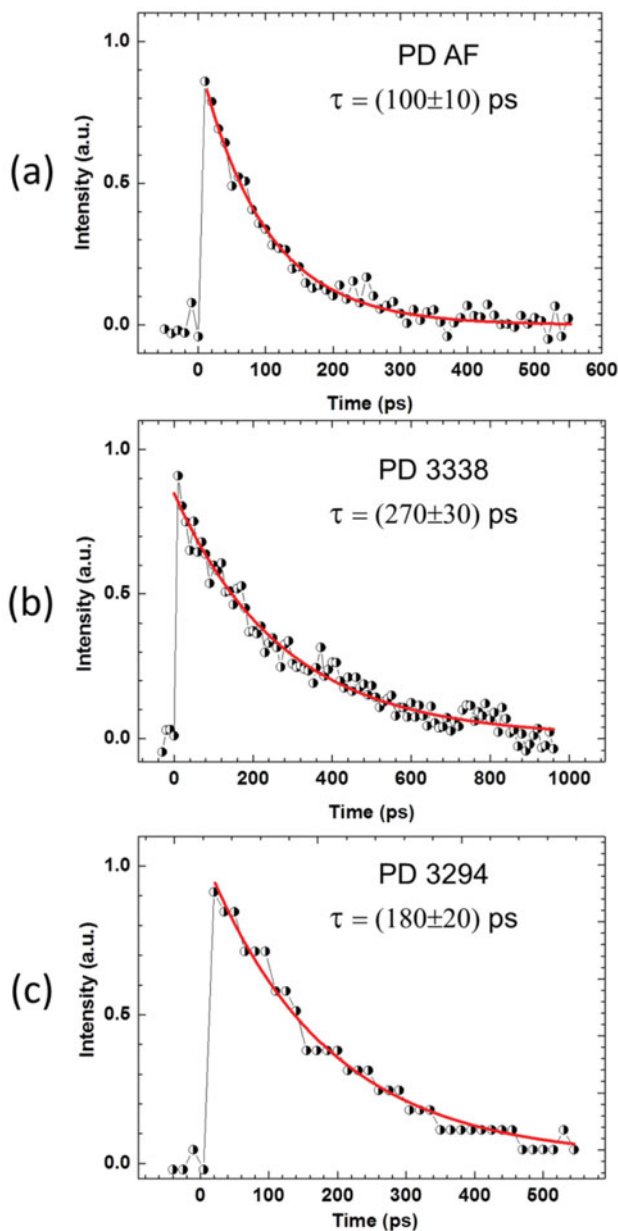 (a)
PD AF
τ = (100±10) ps
Intensity (a.u.)
1.0
0.5
0.0
0 100 200 300 400 500 600
Time (ps)
(b)
PD 3338
τ = (270±30) ps
Intensity (a.u.)
1.0
0.5
0.0
0 200 400 600 800 1000
Time (ps)
(c)
PD 3294
τ = (180±20) ps
Intensity (a.u.)
1.0
0.5
0.0
0 100 200 300 400 500
Time (ps)